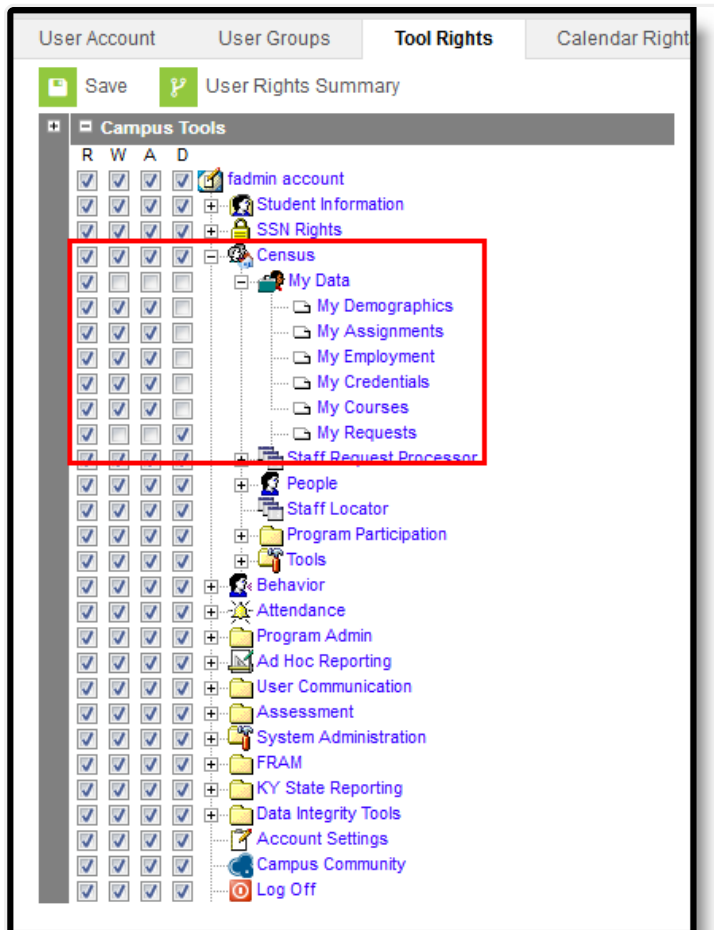 User Account User Groups Tool Rights Calendar Right
Save User Rights Summary
Campus Tools
R W A D
fadmin account
Student Information
SSN Rights
Census
My Data
My Demographics
My Assignments
My Employment
My Credentials
My Courses
My Requests
Staff Request Processor
People
Staff Locator
Program Participation
Tools
Behavior
Attendance
Program Admin
Ad Hoc Reporting
User Communication
Assessment
System Administration
FRAM
KY State Reporting
Data Integrity Tools
Account Settings
Campus Community
Log Off